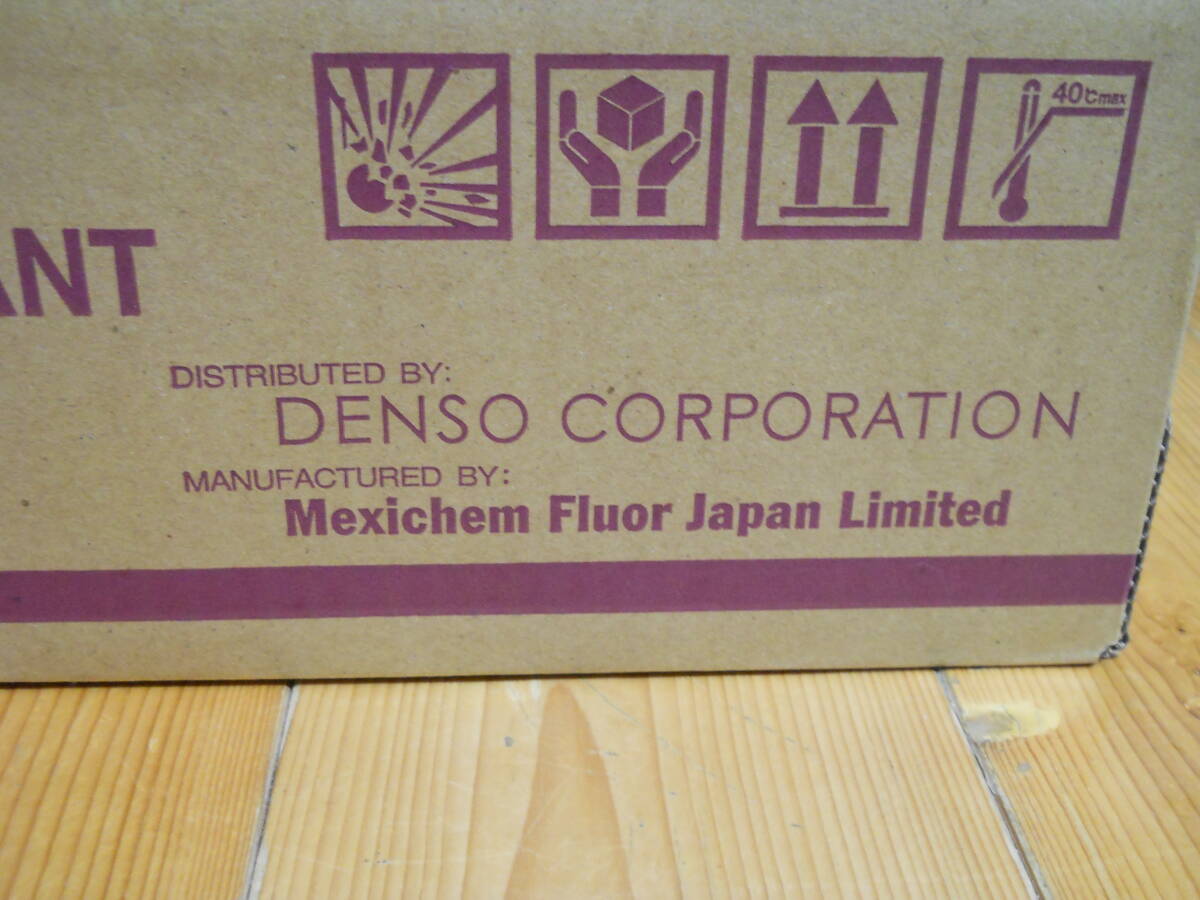 40℃max
ANT
DISTRIBUTED BY:
DENSO CORPORATION
MANUFACTURED BY:
Mexichem Fluor Japan Limited